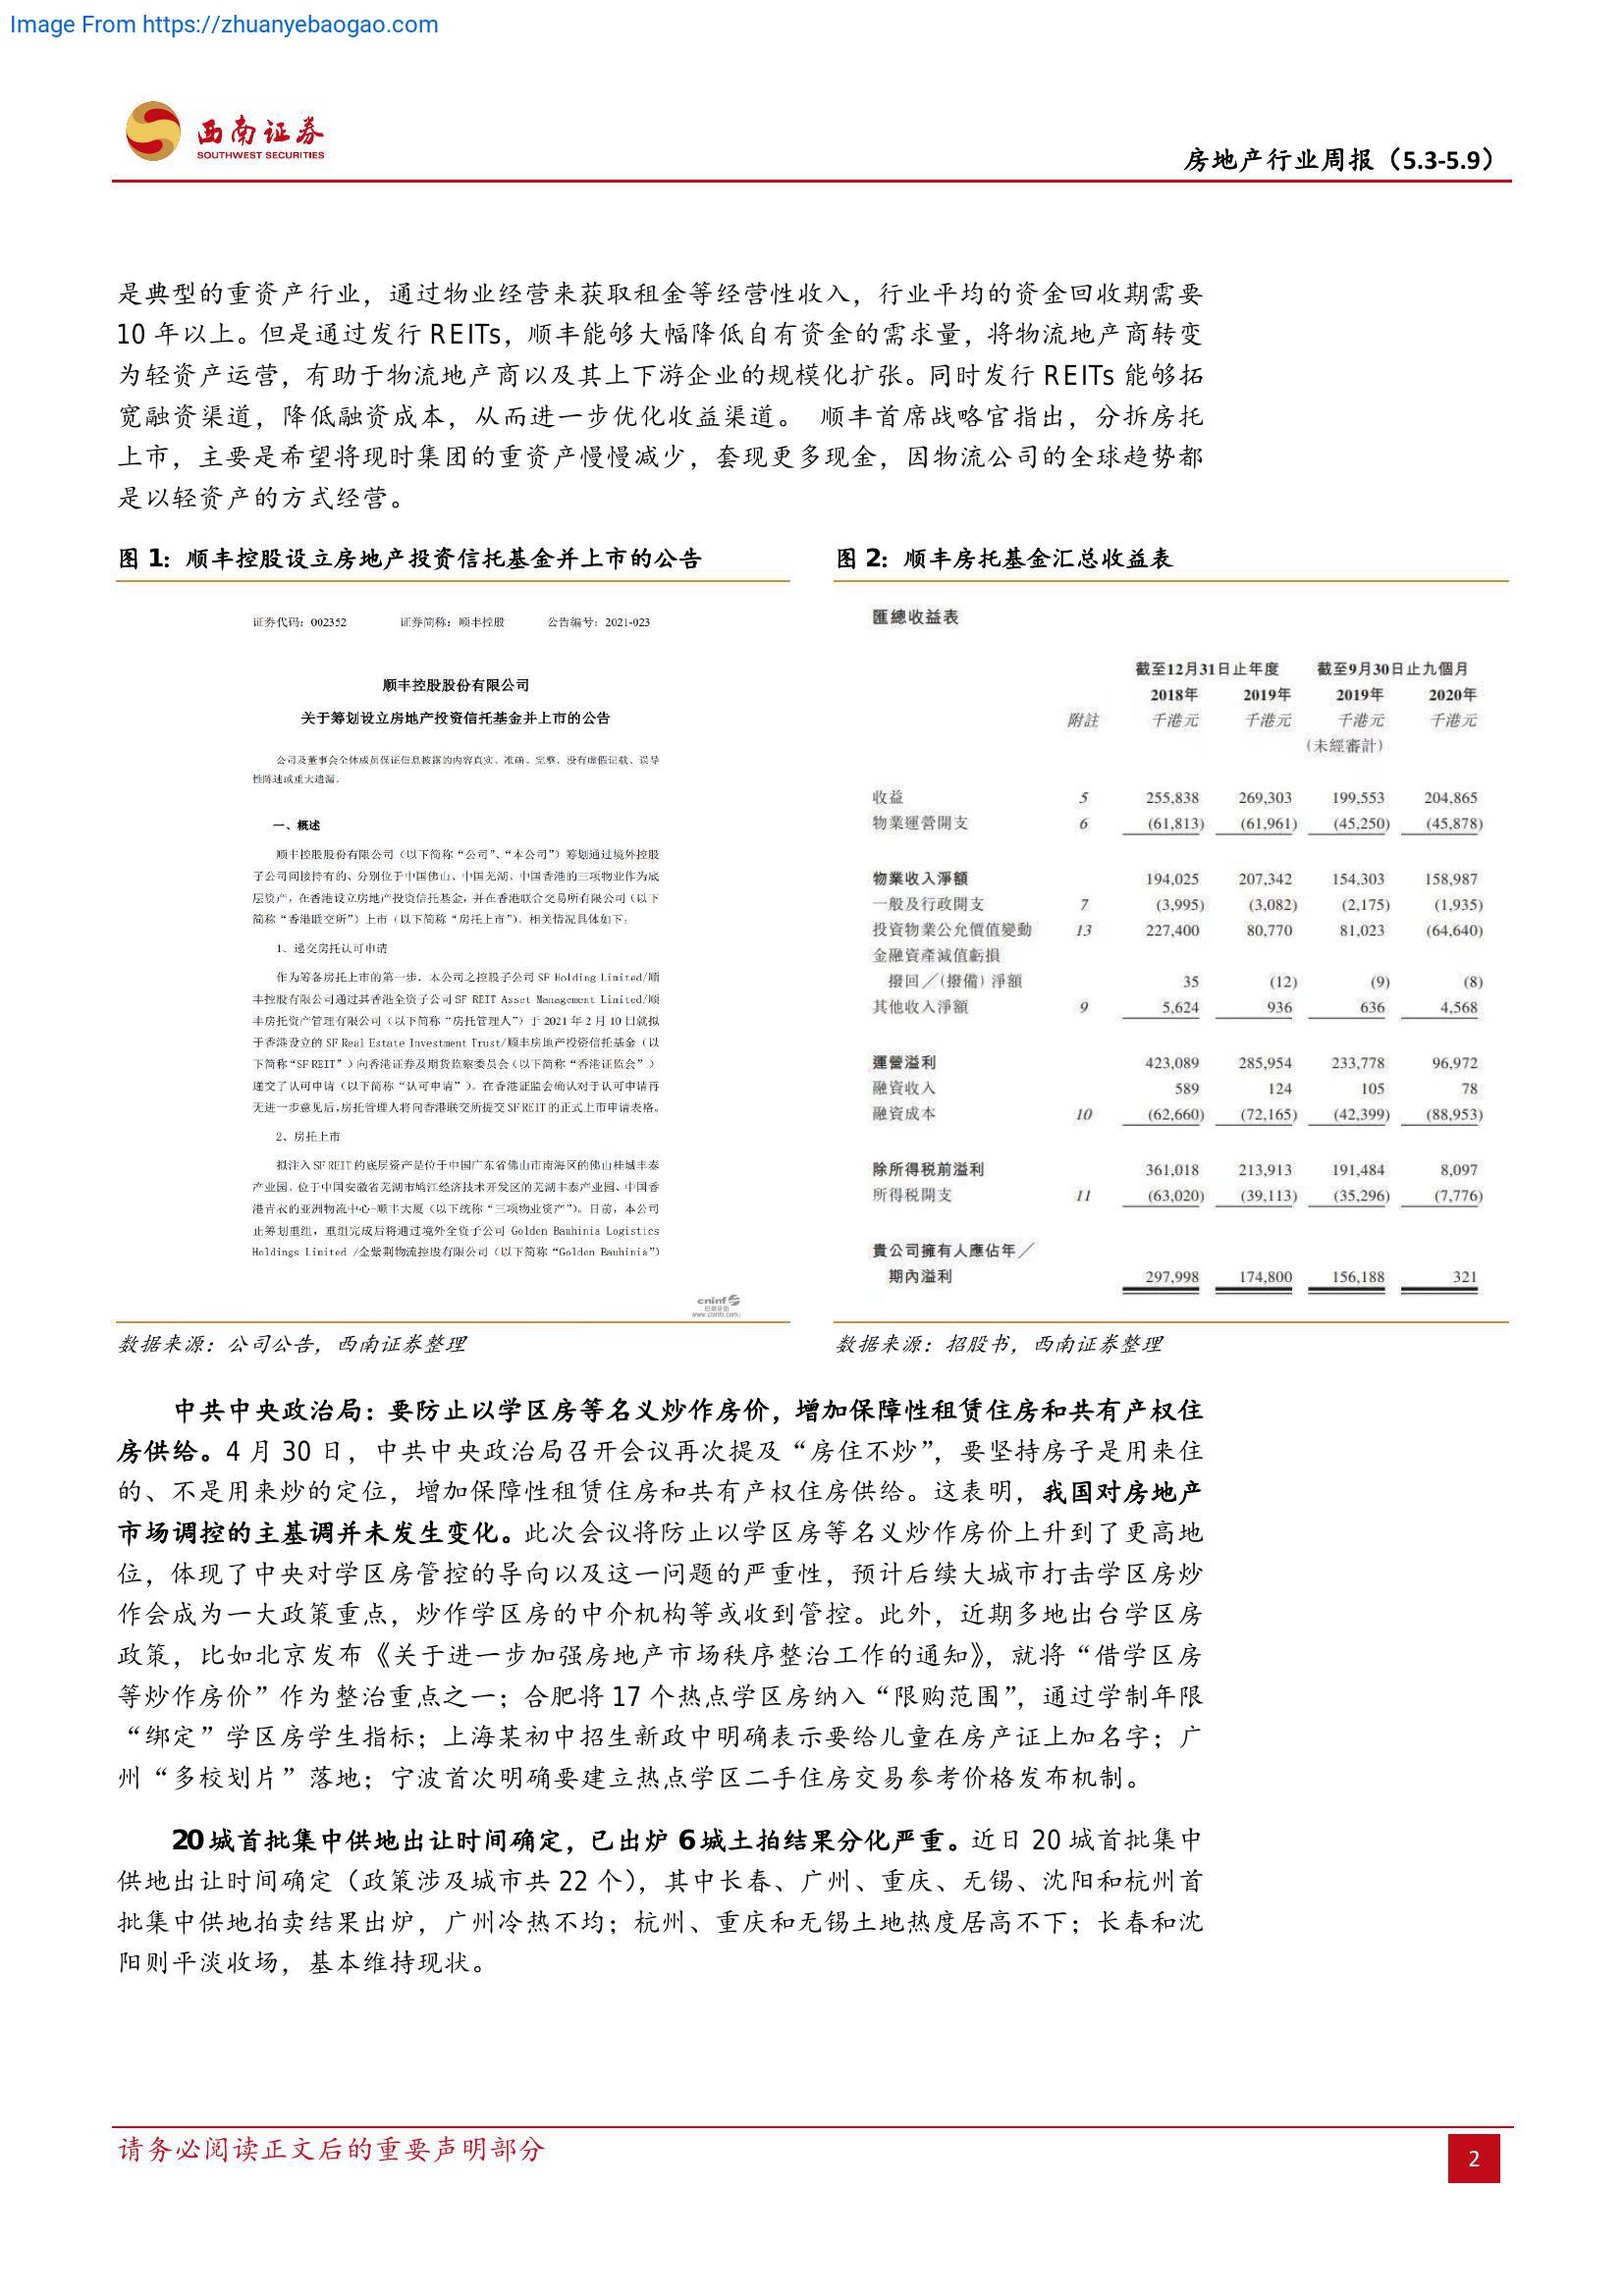 Image From https://zhuanyebaogao.com
西南证券
SOUTHWEST SECURITIES
房地产行业周报（5.3-5.9）
是典型的重资产行业，通过物业经营来获取租金等经营性收入，行业平均的资金回收期需要
10 年以上。但是通过发行 REITs，顺丰能够大幅降低自有资金的需求量，将物流地产商转变
为轻资产运营，有助于物流地产商以及其上下游企业的规模化扩张。同时发行 REITs 能够拓
宽融资渠道，降低融资成本，从而进一步优化收益渠道。 顺丰首席战略官指出，分拆房托
上市，主要是希望将现时集团的重资产慢慢减少，套现更多现金，因物流公司的全球趋势都
是以轻资产的方式经营。
图 1：顺丰控股设立房地产投资信托基金并上市的公告
证券代码：002352 证券简称：顺丰控股 公告编号：2021-023
顺丰控股股份有限公司
关于筹划设立房地产投资信托基金并上市的公告
公司及董事会全体成员保证信息披露的内容真实、准确、完整，没有虚假记载、误导
性陈述或重大遗漏。
一、概述
顺丰控股股份有限公司（以下简称“公司”、“本公司”）筹划通过境外控股
子公司间接持有的、分别位于中国佛山、中国芜湖、中国香港的三项物业作为底
层资产，在香港设立房地产投资信托基金，并在香港联合交易所有限公司（以下
简称“香港联交所”）上市（以下简称“房托上市”）。相关情况具体如下：
1、递交房托认可申请
作为筹备房托上市的第一步，本公司之控股子公司 SF Holding Limited/顺
丰控股有限公司通过其香港全资子公司 SF REIT Asset Management Limited/顺
丰房托资产管理有限公司（以下简称“房托管理人”）于 2021 年 2 月 10 日就拟
于香港设立的 SF Real Estate Investment Trust/顺丰房地产投资信托基金（以
下简称“SF REIT”）向香港证券及期货监察委员会（以下简称“香港证监会”）
递交了认可申请（以下简称“认可申请”）。在香港证监会确认对于认可申请再
无进一步意见后，房托管理人将向香港联交所提交 SF REIT 的正式上市申请表格。
2、房托上市
拟注入 SF REIT 的底层资产是位于中国广东省佛山市南海区的佛山桂城丰泰
产业园、位于中国安徽省芜湖市鸠江经济技术开发区的芜湖丰泰产业园、中国香
港青衣的亚洲物流中心–顺丰大厦（以下统称“三项物业资产”）。目前，本公司
正筹划重组，重组完成后将通过境外全资子公司 Golden Bauhinia Logistics
Holdings Limited /金紫荆物流控股有限公司（以下简称“Golden Bauhinia”）
cninf
巨潮资讯
www.cninfo.com.cn
数据来源：公司公告，西南证券整理
图 2：顺丰房托基金汇总收益表
匯總收益表
截至12月31日止年度 截至9月30日止九個月
2018年 2019年 2019年 2020年
附註 千港元 千港元 千港元 千港元
(未經審計)
收益 5 255,838 269,303 199,553 204,865
物業運營開支 6 (61,813) (61,961) (45,250) (45,878)
物業收入淨額 194,025 207,342 154,303 158,987
一般及行政開支 7 (3,995) (3,082) (2,175) (1,935)
投資物業公允價值變動 13 227,400 80,770 81,023 (64,640)
金融資產減值虧損
撥回／(撥備) 淨額 35 (12) (9) (8)
其他收入淨額 9 5,624 936 636 4,568
運營溢利 423,089 285,954 233,778 96,972
融資收入 589 124 105 78
融資成本 10 (62,660) (72,165) (42,399) (88,953)
除所得税前溢利 361,018 213,913 191,484 8,097
所得税開支 11 (63,020) (39,113) (35,296) (7,776)
貴公司擁有人應佔年／
期內溢利 297,998 174,800 156,188 321
数据来源：招股书，西南证券整理
中共中央政治局：要防止以学区房等名义炒作房价，增加保障性租赁住房和共有产权住
房供给。4 月 30 日，中共中央政治局召开会议再次提及“房住不炒”，要坚持房子是用来住
的、不是用来炒的定位，增加保障性租赁住房和共有产权住房供给。这表明，我国对房地产
市场调控的主基调并未发生变化。此次会议将防止以学区房等名义炒作房价上升到了更高地
位，体现了中央对学区房管控的导向以及这一问题的严重性，预计后续大城市打击学区房炒
作会成为一大政策重点，炒作学区房的中介机构等或收到管控。此外，近期多地出台学区房
政策，比如北京发布《关于进一步加强房地产市场秩序整治工作的通知》，就将“借学区房
等炒作房价”作为整治重点之一；合肥将 17 个热点学区房纳入“限购范围”，通过学制年限
“绑定”学区房学生指标；上海某初中招生新政中明确表示要给儿童在房产证上加名字；广
州“多校划片”落地；宁波首次明确要建立热点学区二手住房交易参考价格发布机制。
20 城首批集中供地出让时间确定，已出炉 6 城土拍结果分化严重。近日 20 城首批集中
供地出让时间确定（政策涉及城市共 22 个），其中长春、广州、重庆、无锡、沈阳和杭州首
批集中供地拍卖结果出炉，广州冷热不均；杭州、重庆和无锡土地热度居高不下；长春和沈
阳则平淡收场，基本维持现状。
请务必阅读正文后的重要声明部分
2